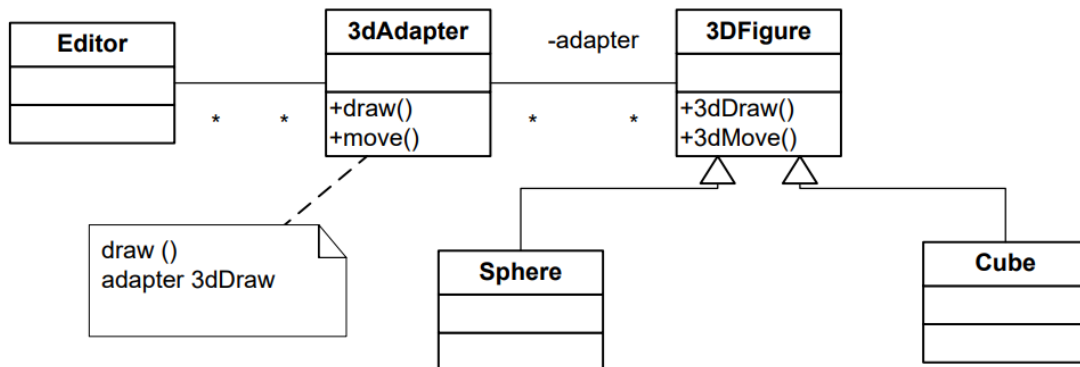 Editor
3dAdapter
+draw()
+move()
-adapter
3DFigure
+3dDraw()
+3dMove()
* * * *
draw ()
adapter 3dDraw
Sphere
Cube